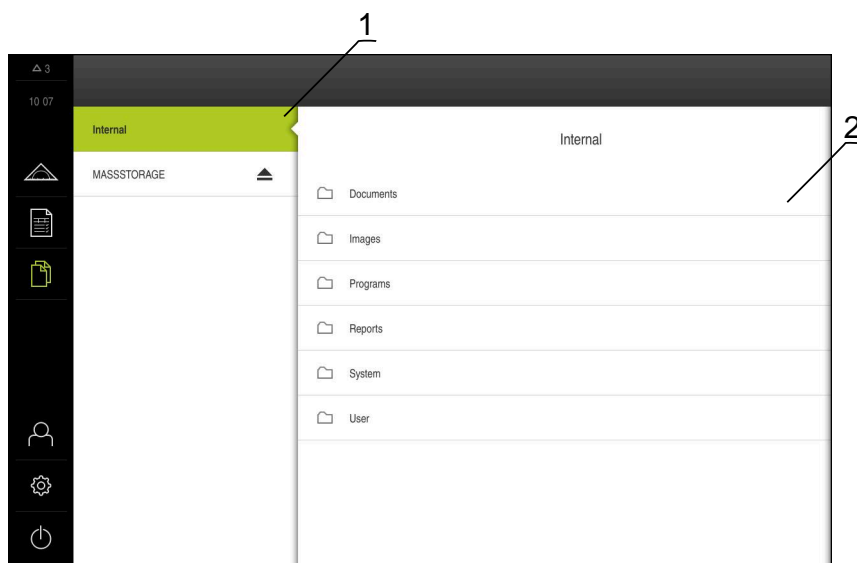 1
△ 3
10 07
Internal
MASSSTORAGE
2
Internal
Documents
Images
Programs
Reports
System
User